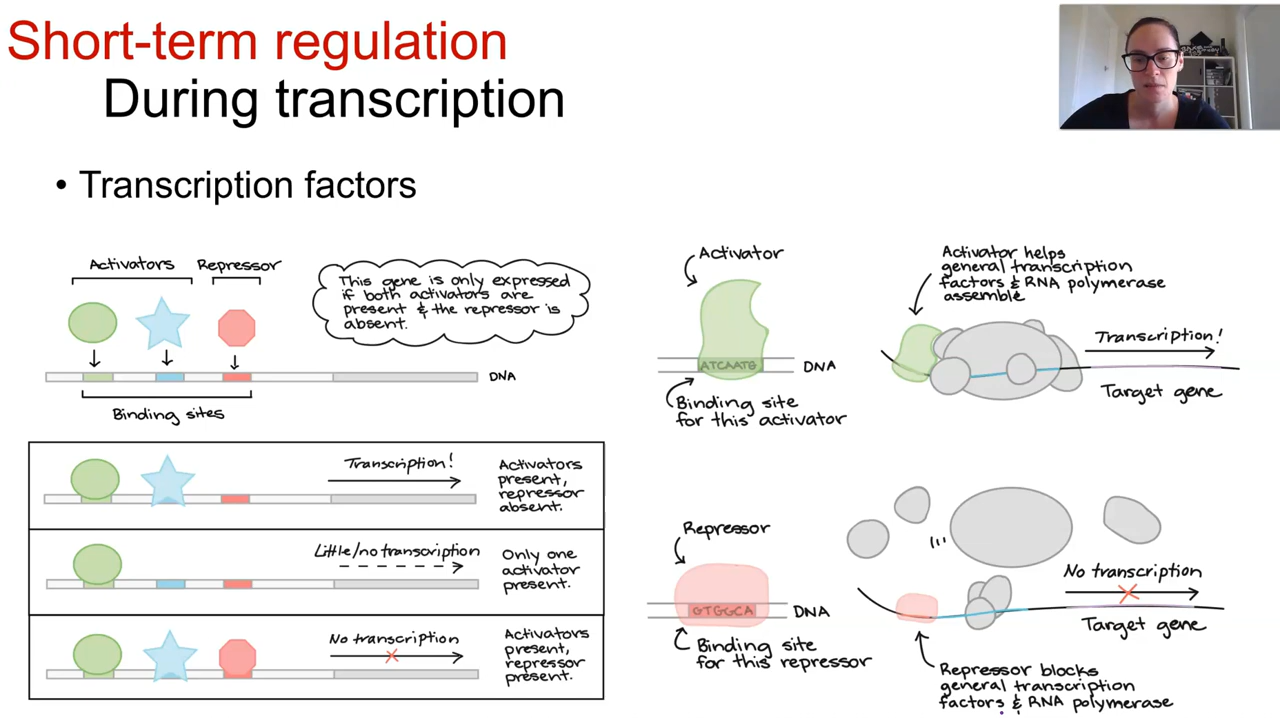 Short-term regulation
During transcription
• Transcription factors
Activators
Repressor
This gene is only expressed
if both activators are
present & the repressor is
absent.
DNA
Binding sites
Transcription!
Activators
present,
repressor
absent.
Little/no transcription
Only one
activator
present.
No transcription
Activators
present,
repressor
present.
Activator
ATCAATG
DNA
Binding site
for this activator
Activator helps
general transcription
factors & RNA polymerase
assemble
Transcription!
Target gene
Repressor
GTGGCA
DNA
Binding site
for this repressor
No transcription
Target gene
Repressor blocks
general transcription
factors & RNA polymerase